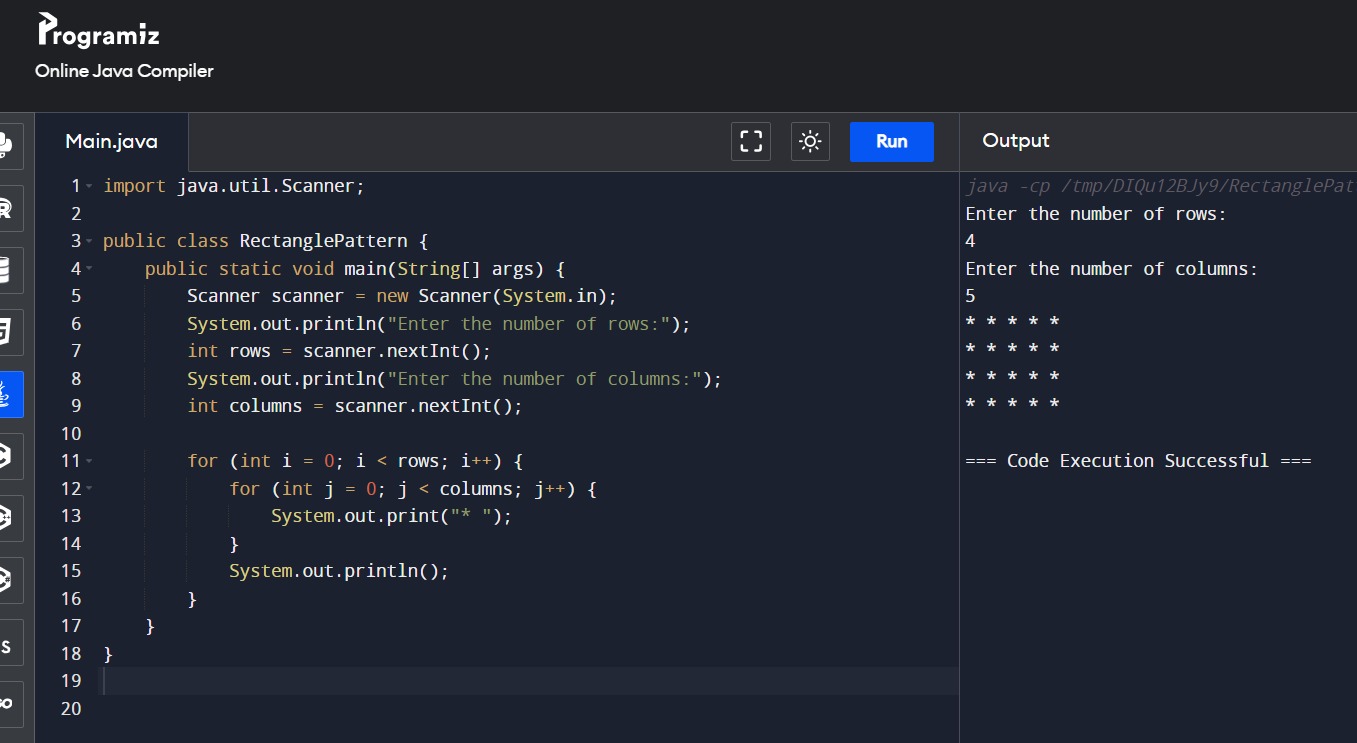 Programiz
Online Java Compiler
Main.java
Run
Output
1 import java.util.Scanner;
2
3 public class RectanglePattern {
4     public static void main(String[] args) {
5         Scanner scanner = new Scanner(System.in);
6         System.out.println("Enter the number of rows:");
7         int rows = scanner.nextInt();
8         System.out.println("Enter the number of columns:");
9         int columns = scanner.nextInt();
10
11         for (int i = 0; i < rows; i++) {
12             for (int j = 0; j < columns; j++) {
13                 System.out.print("* ");
14             }
15             System.out.println();
16         }
17     }
18 }
19
20
java -cp /tmp/DIQu12BJy9/RectanglePat
Enter the number of rows:
4
Enter the number of columns:
5
* * * * *
* * * * *
* * * * *
* * * * *
=== Code Execution Successful ===